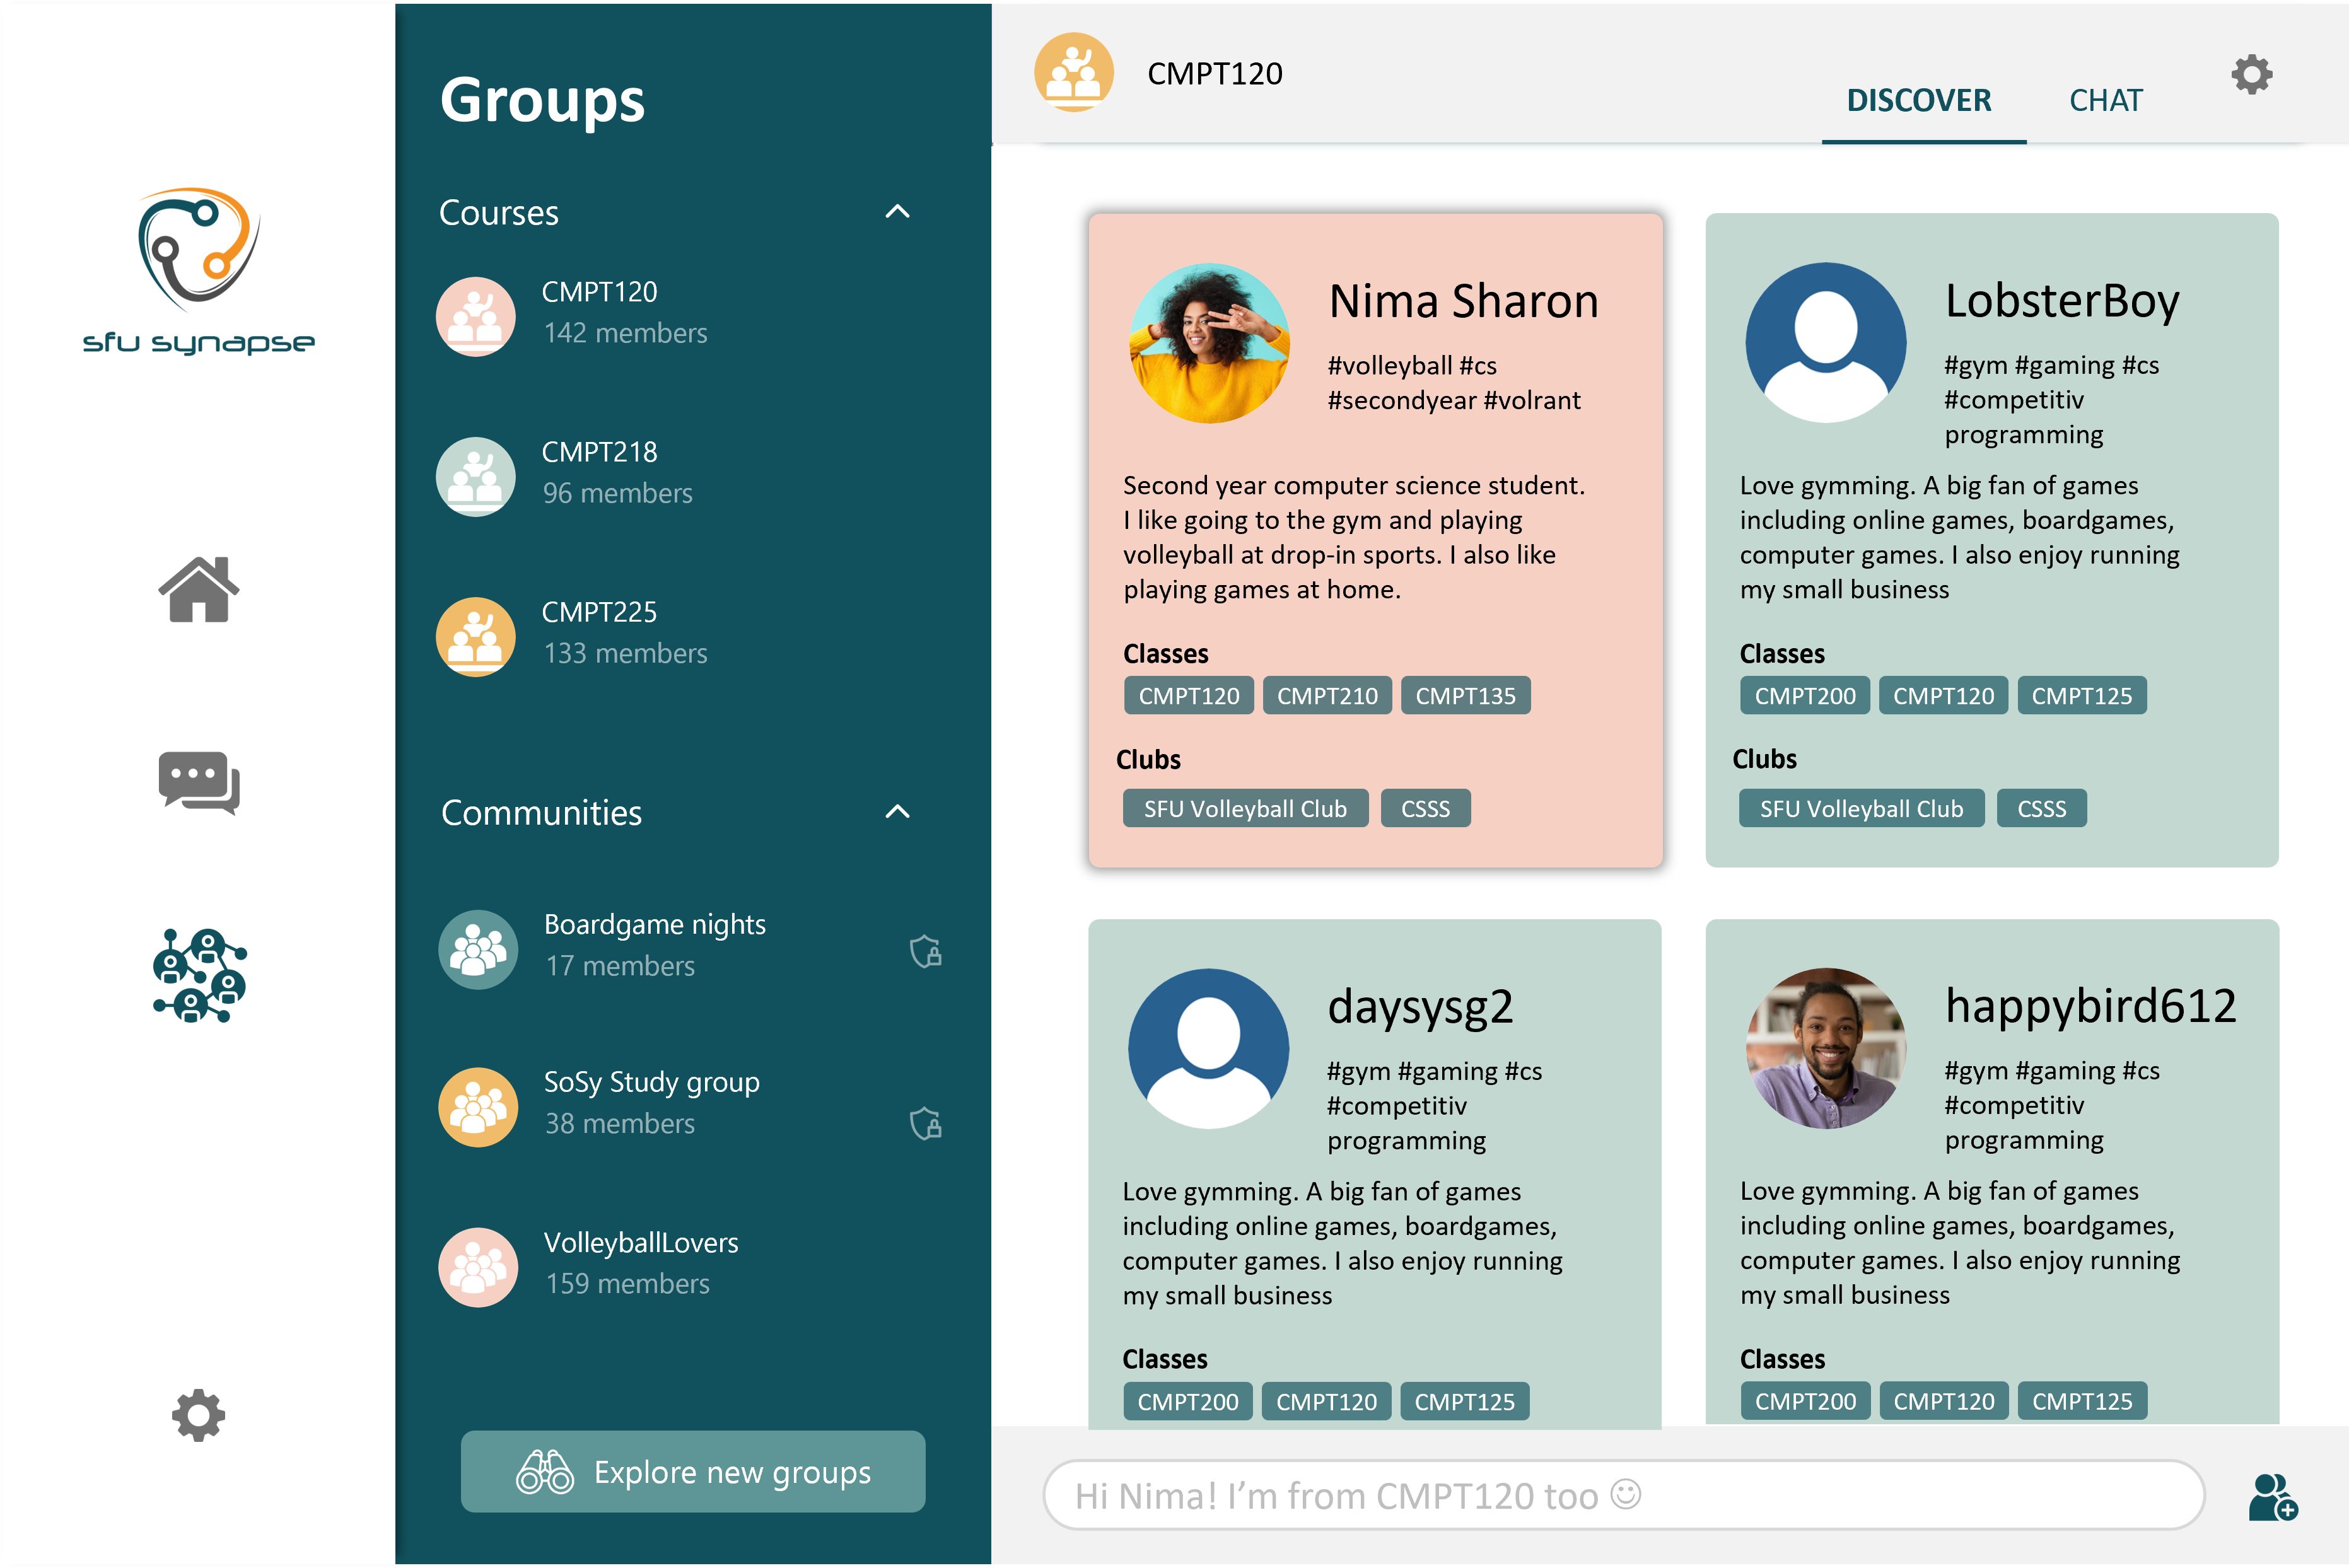 sfu synapse
Groups
Courses
CMPT120
142 members
CMPT218
96 members
CMPT225
133 members
Communities
Boardgame nights
17 members
SoSy Study group
38 members
VolleyballLovers
159 members
Explore new groups
CMPT120
DISCOVER
CHAT
Nima Sharon
#volleyball #cs
#secondyear #volrant
Second year computer science student.
I like going to the gym and playing
volleyball at drop-in sports. I also like
playing games at home.
Classes
CMPT120 CMPT210 CMPT135
Clubs
SFU Volleyball Club CSSS
LobsterBoy
#gym #gaming #cs
#competitiv
programming
Love gymming. A big fan of games
including online games, boardgames,
computer games. I also enjoy running
my small business
Classes
CMPT200 CMPT120 CMPT125
Clubs
SFU Volleyball Club CSSS
daysysg2
#gym #gaming #cs
#competitiv
programming
Love gymming. A big fan of games
including online games, boardgames,
computer games. I also enjoy running
my small business
Classes
CMPT200 CMPT120 CMPT125
happybird612
#gym #gaming #cs
#competitiv
programming
Love gymming. A big fan of games
including online games, boardgames,
computer games. I also enjoy running
my small business
Classes
CMPT200 CMPT120 CMPT125
Hi Nima! I’m from CMPT120 too ☺